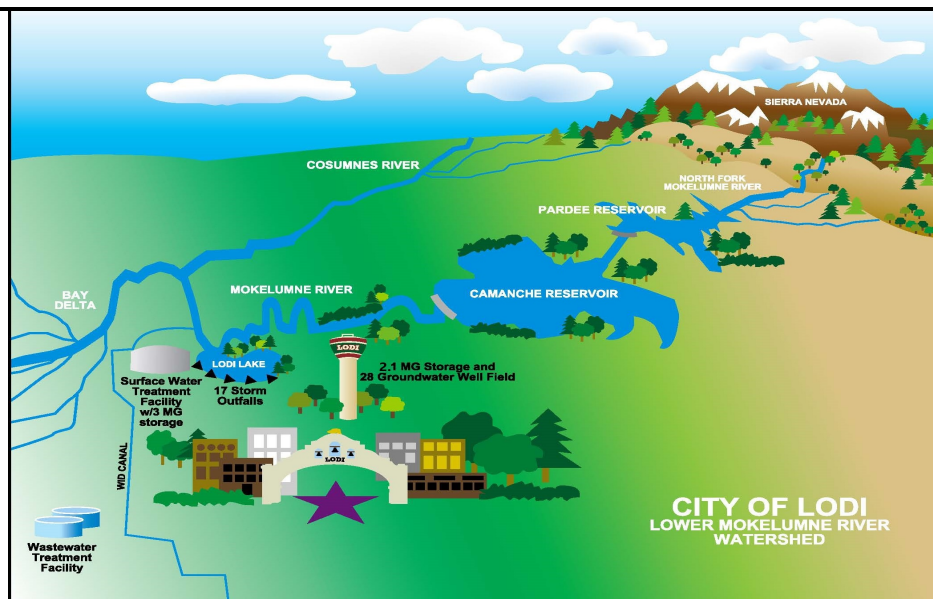 SIERRA NEVADA
COSUMNES RIVER
NORTH FORK
MOKELUMNE RIVER
PARDEE RESERVOIR
BAY
DELTA
MOKELUMNE RIVER
CAMANCHE RESERVOIR
LODI
LODI LAKE
2.1 MG Storage and
28 Groundwater Well Field
Surface Water
Treatment
Facility
w/3 MG
storage
17 Storm
Outfalls
WID CANAL
LODI
CITY OF LODI
LOWER MOKELUMNE RIVER
WATERSHED
Wastewater
Treatment
Facility